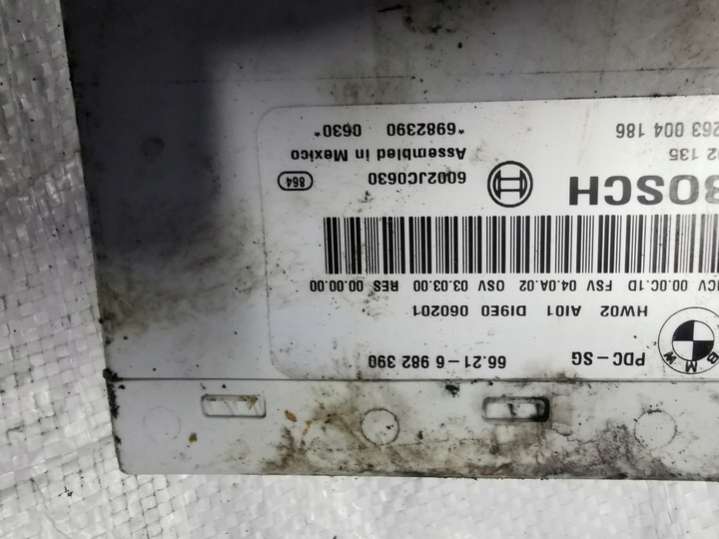 BMW
PDC-SG 66.21-6 982 390
HW02 AI01 DI9E0 060201
CV 00.0C.1D FSV 04.0A.02 OSV 03.03.00 RES 00.00.00
BOSCH
6002JC0630 864
2 135 Assembled in Mexico
263 004 186 *6982390 0630*